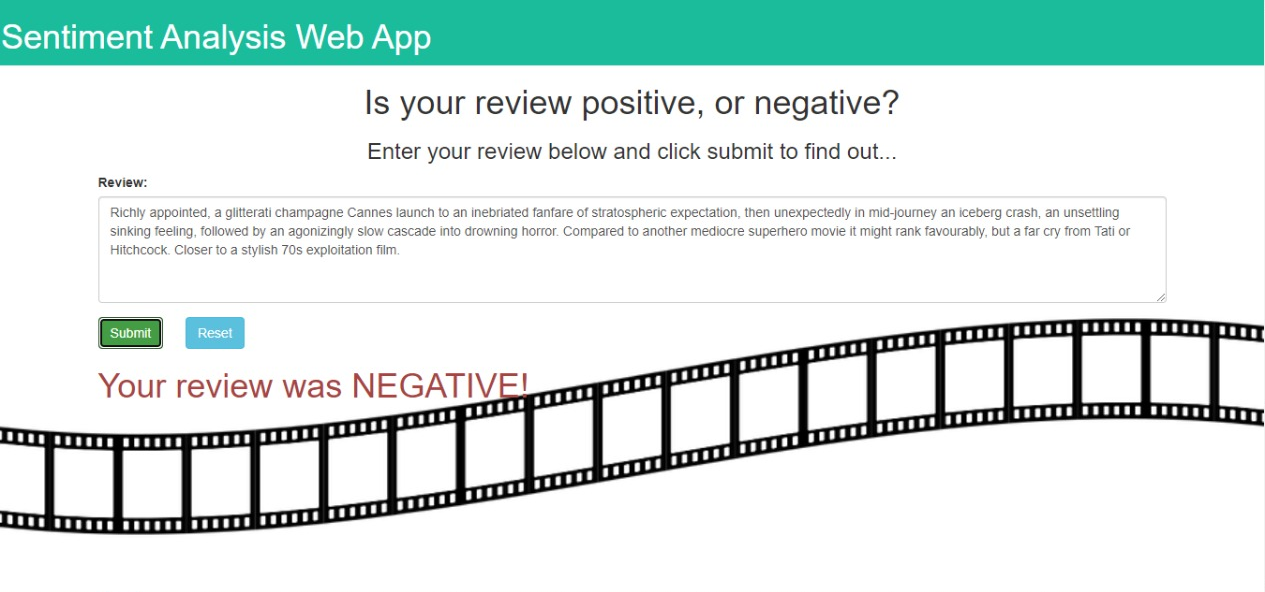 Sentiment Analysis Web App
Is your review positive, or negative?
Enter your review below and click submit to find out...
Review:
Richly appointed, a glitterati champagne Cannes launch to an inebriated fanfare of stratospheric expectation, then unexpectedly in mid-journey an iceberg crash, an unsettling
sinking feeling, followed by an agonizingly slow cascade into drowning horror. Compared to another mediocre superhero movie it might rank favourably, but a far cry from Tati or
Hitchcock. Closer to a stylish 70s exploitation film.
Submit Reset
Your review was NEGATIVE!